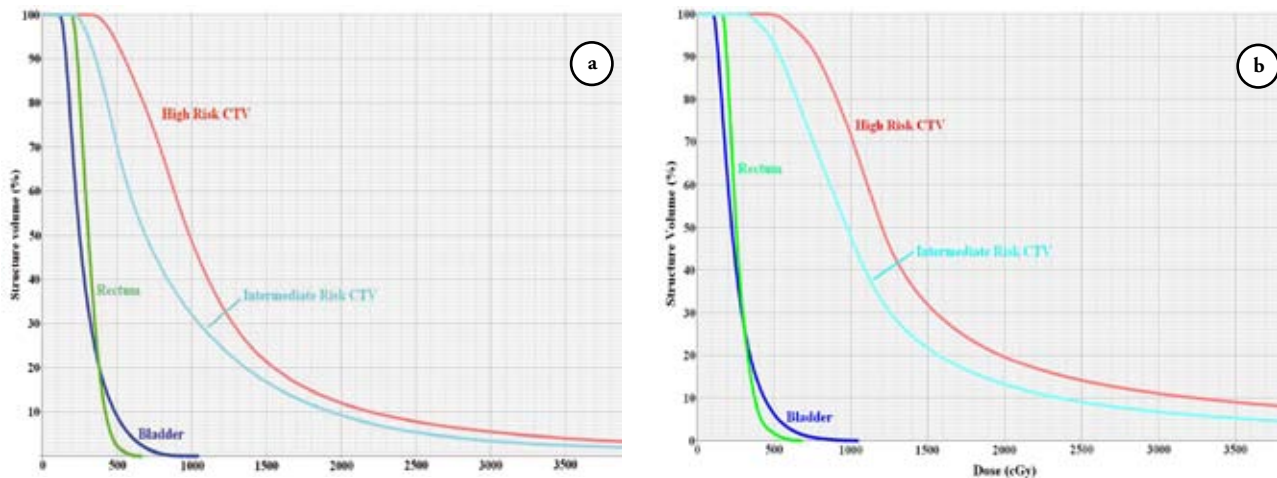 a
100
90
80
70
60
50
40
30
20
10
Structure volume (%)
High Risk CTV
Intermediate Risk CTV
Rectum
Bladder
0 500 1000 1500 2000 2500 3000 3500
b
100
90
80
70
60
50
40
30
20
10
0
Structure Volume (%)
High Risk CTV
Rectum
Intermediate Risk CTV
Bladder
0 500 1000 1500 2000 2500 3000 3500
Dose (cGy)